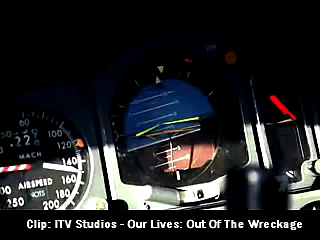 60
80
100
120
MACH
140
160
AIRSPEED
KNOTS
180
200
250
Clip: ITV Studios - Our Lives: Out Of The Wreckage